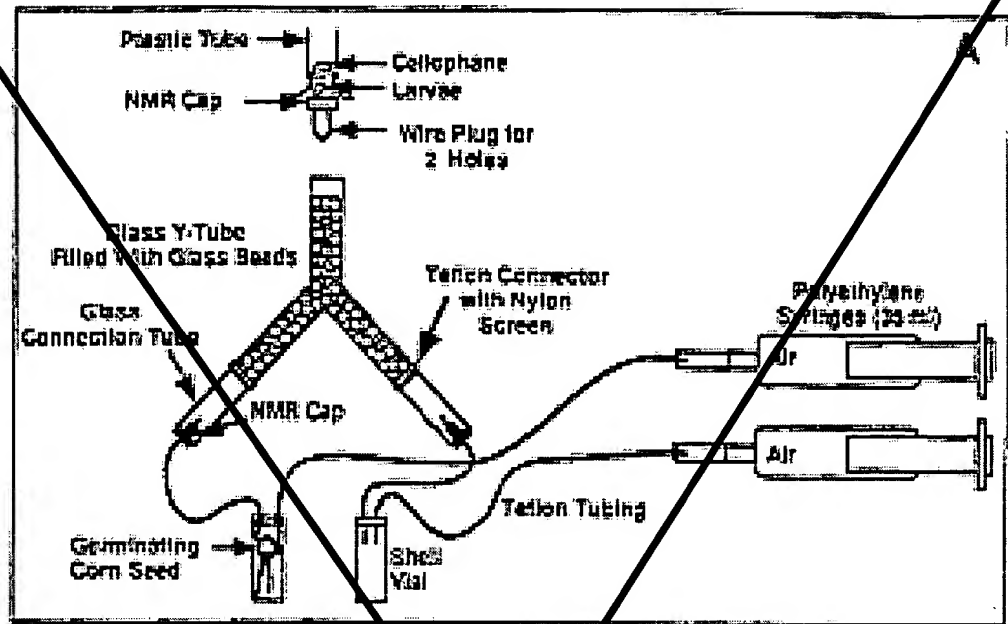 A
Plastic Tube
Cellophane
Larvae
NMR Cap
Wire Plug for
2 Holes
Glass Y-Tube
Filled With Glass Beads
Teflon Connector
with Nylon
Screen
Glass
Connection Tube
Polyethylene
Syringes (35 ml)
Air
NMR Cap
Air
Teflon Tubing
Germinating
Corn Seed
Shell
Vial